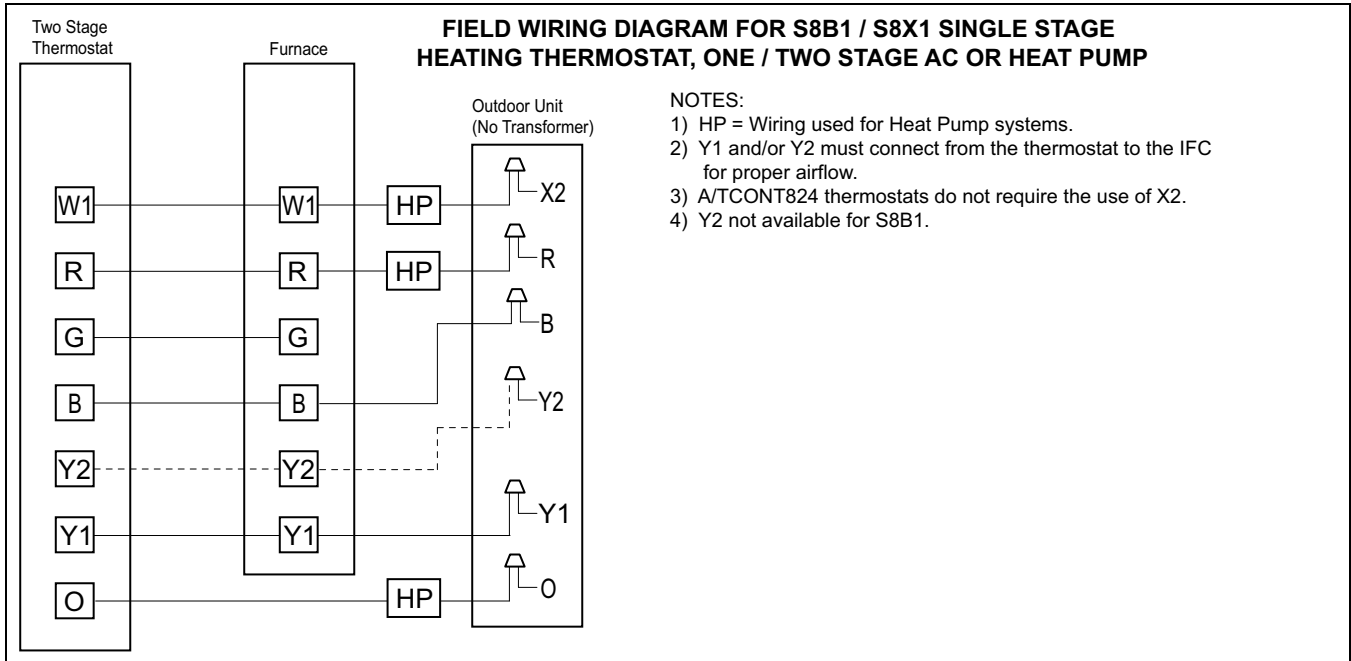 FIELD WIRING DIAGRAM FOR S8B1 / S8X1 SINGLE STAGE
HEATING THERMOSTAT, ONE / TWO STAGE AC OR HEAT PUMP
Two Stage
Thermostat
Furnace
Outdoor Unit
(No Transformer)
NOTES:
1) HP = Wiring used for Heat Pump systems.
2) Y1 and/or Y2 must connect from the thermostat to the IFC
for proper airflow.
3) A/TCONT824 thermostats do not require the use of X2.
4) Y2 not available for S8B1.
W1 W1 HP X2
R R HP R
G G
B B B
Y2 Y2 Y2
Y1 Y1 Y1
O HP O